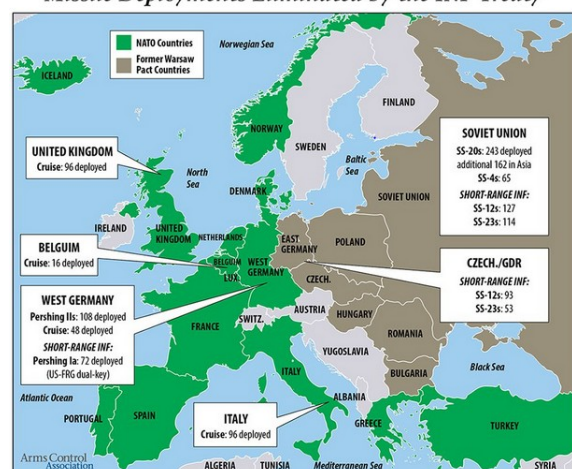 Missile Deployments Eliminated by the INF Treaty
NATO Countries
Former Warsaw
Pact Countries
Norwegian Sea
ICELAND
FINLAND
NORWAY
SWEDEN
UNITED KINGDOM
Cruise: 96 deployed
North
Sea
Baltic
Sea
SOVIET UNION
SS-20s: 243 deployed
additional 162 in Asia
SS-4s: 65
SHORT-RANGE INF:
SS-12s: 127
SS-23s: 114
DENMARK
SOVIET UNION
IRELAND
UNITED
KINGDOM
NETHERLANDS
EAST
GERMANY
POLAND
BELGUIM
Cruise: 16 deployed
BELGIUM
LUX.
WEST
GERMANY
CZECH.
CZECH./GDR
SHORT-RANGE INF:
SS-12s: 93
SS-23s: 53
WEST GERMANY
Pershing IIs: 108 deployed
Cruise: 48 deployed
SHORT-RANGE INF:
Pershing Ia: 72 deployed
(US-FRG dual-key)
FRANCE
SWITZ.
AUSTRIA
HUNGARY
ROMANIA
YUGOSLAVIA
Black Sea
BULGARIA
ITALY
Atlantic Ocean
PORTUGAL
SPAIN
ALBANIA
GREECE
TURKEY
ITALY
Cruise: 96 deployed
Arms Control
Association
ALGERIA
TUNISIA
Mediterranean Sea
SYRIA